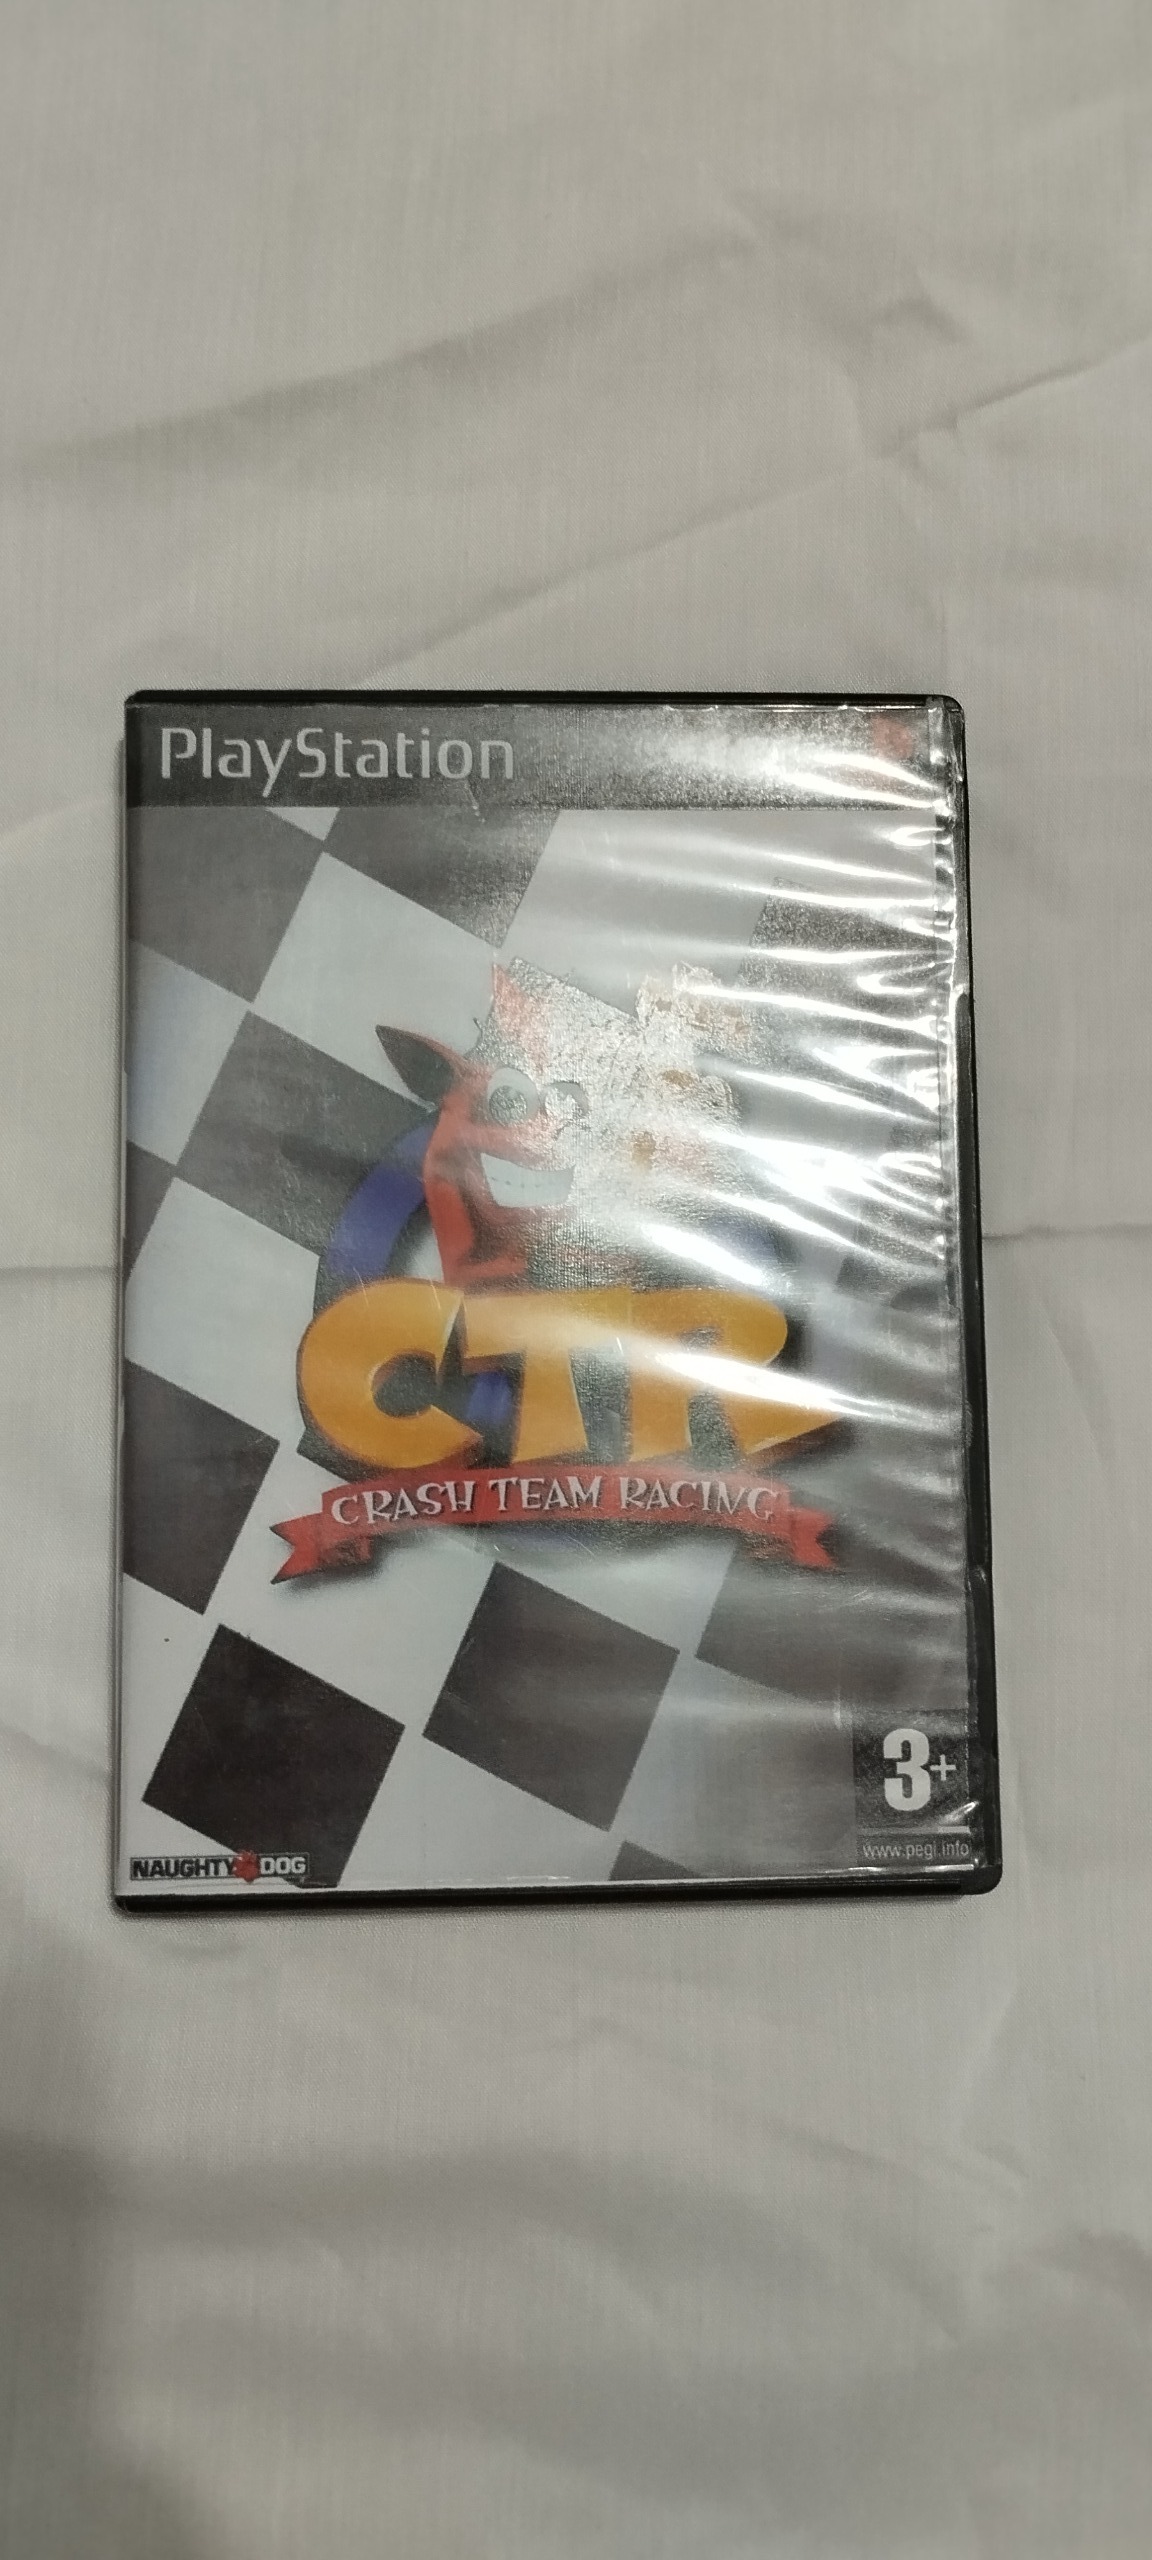 PlayStation
CTR
CRASH TEAM RACING
3+
www.pegi.info
NAUGHTY DOG